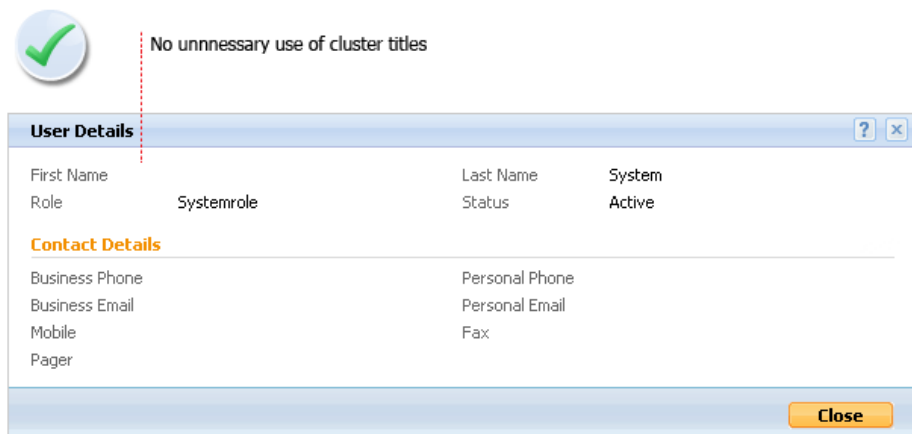 No unnnessary use of cluster titles
User Details ? ×
First Name Last Name System
Role Systemrole Status Active
Contact Details
Business Phone Personal Phone
Business Email Personal Email
Mobile Fax
Pager
Close